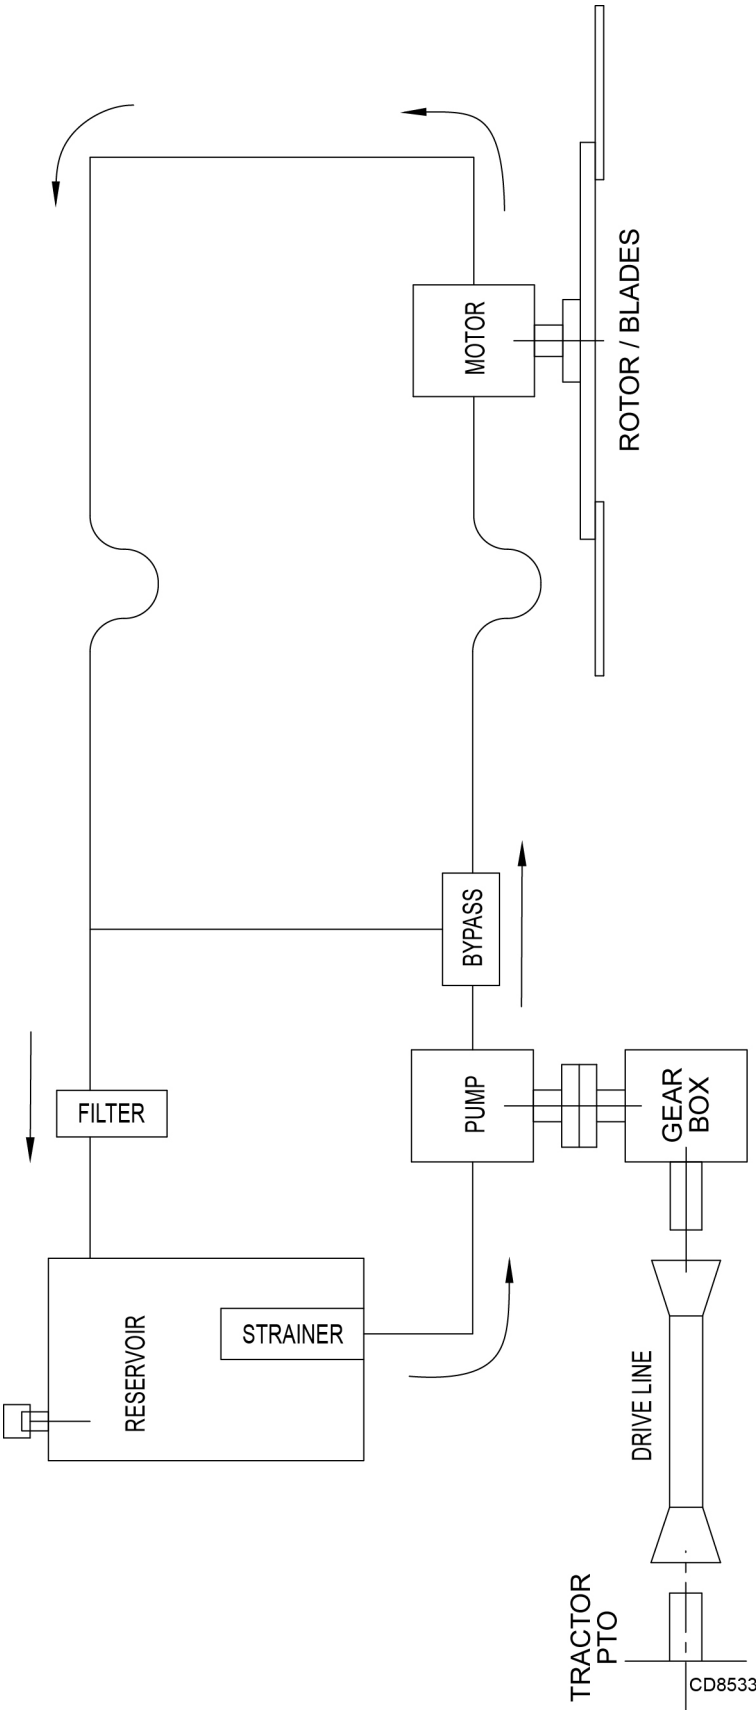 MOTOR
ROTOR / BLADES
BYPASS
FILTER
PUMP
GEAR
BOX
RESERVOIR
STRAINER
DRIVE LINE
TRACTOR
PTO
CD8533